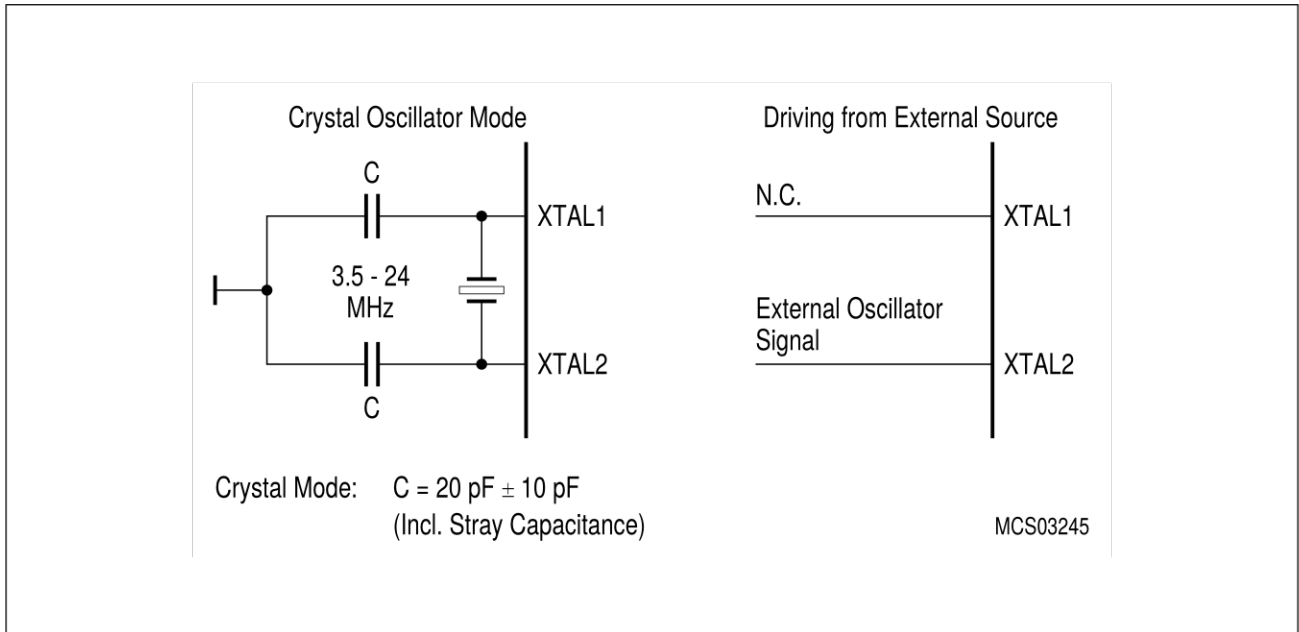 Crystal Oscillator Mode
C
XTAL1
3.5 - 24
MHz
XTAL2
C
Crystal Mode: C = 20 pF ± 10 pF
(Incl. Stray Capacitance)
Driving from External Source
N.C.
XTAL1
External Oscillator
Signal
XTAL2
MCS03245